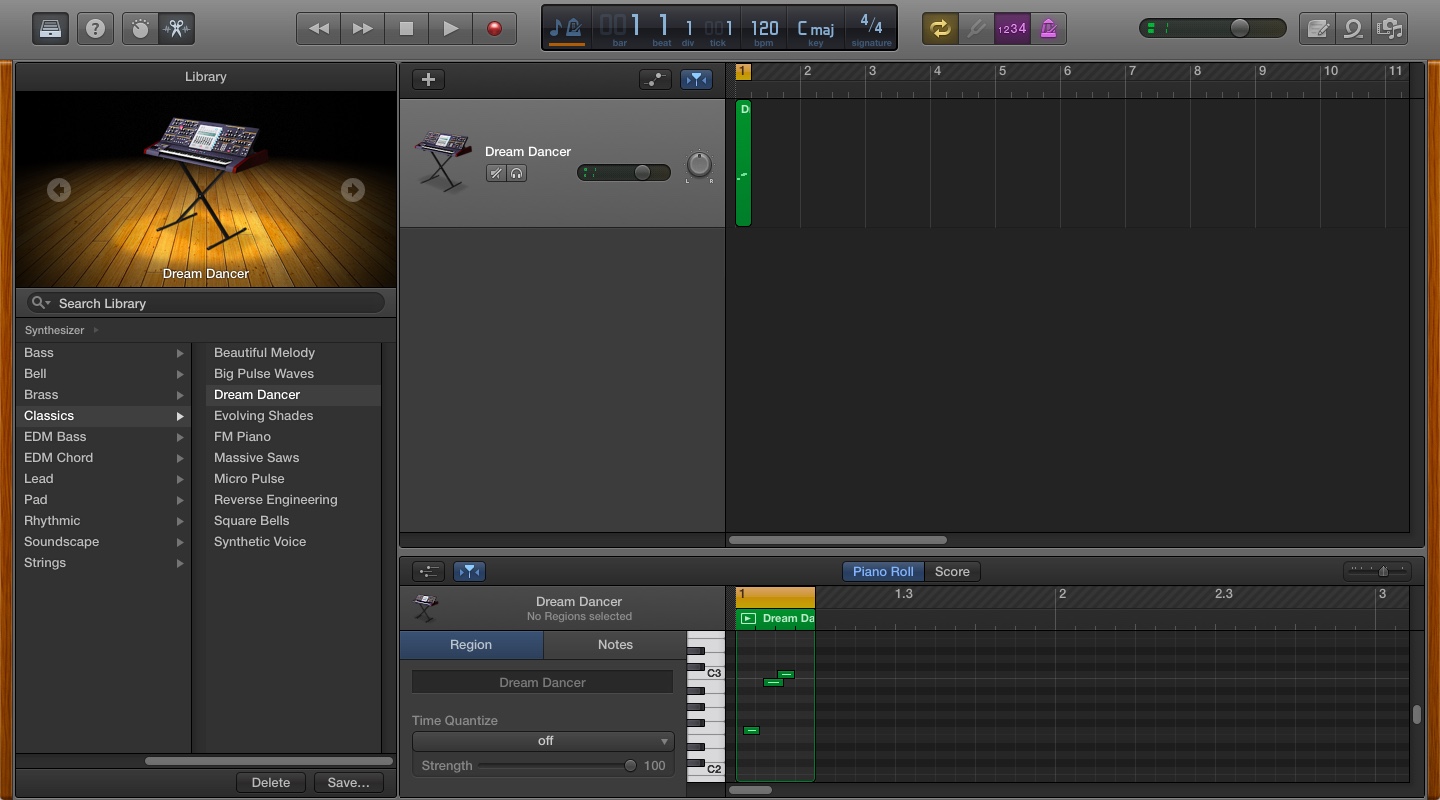 001 1 1 001 120 C maj 4/4
bar beat div tick bpm key signature
1234
Library
Dream Dancer
Search Library
Synthesizer
Bass
Bell
Brass
Classics
EDM Bass
EDM Chord
Lead
Pad
Rhythmic
Soundscape
Strings
Beautiful Melody
Big Pulse Waves
Dream Dancer
Evolving Shades
FM Piano
Massive Saws
Micro Pulse
Reverse Engineering
Square Bells
Synthetic Voice
Delete Save...
1 2 3 4 5 6 7 8 9 10 11
Dream Dancer
L R
D
Piano Roll Score
Dream Dancer
No Regions selected
Region Notes
Dream Dancer
Time Quantize
off
Strength 100
1 1.3 2 2.3 3
Dream Da
C3
C2